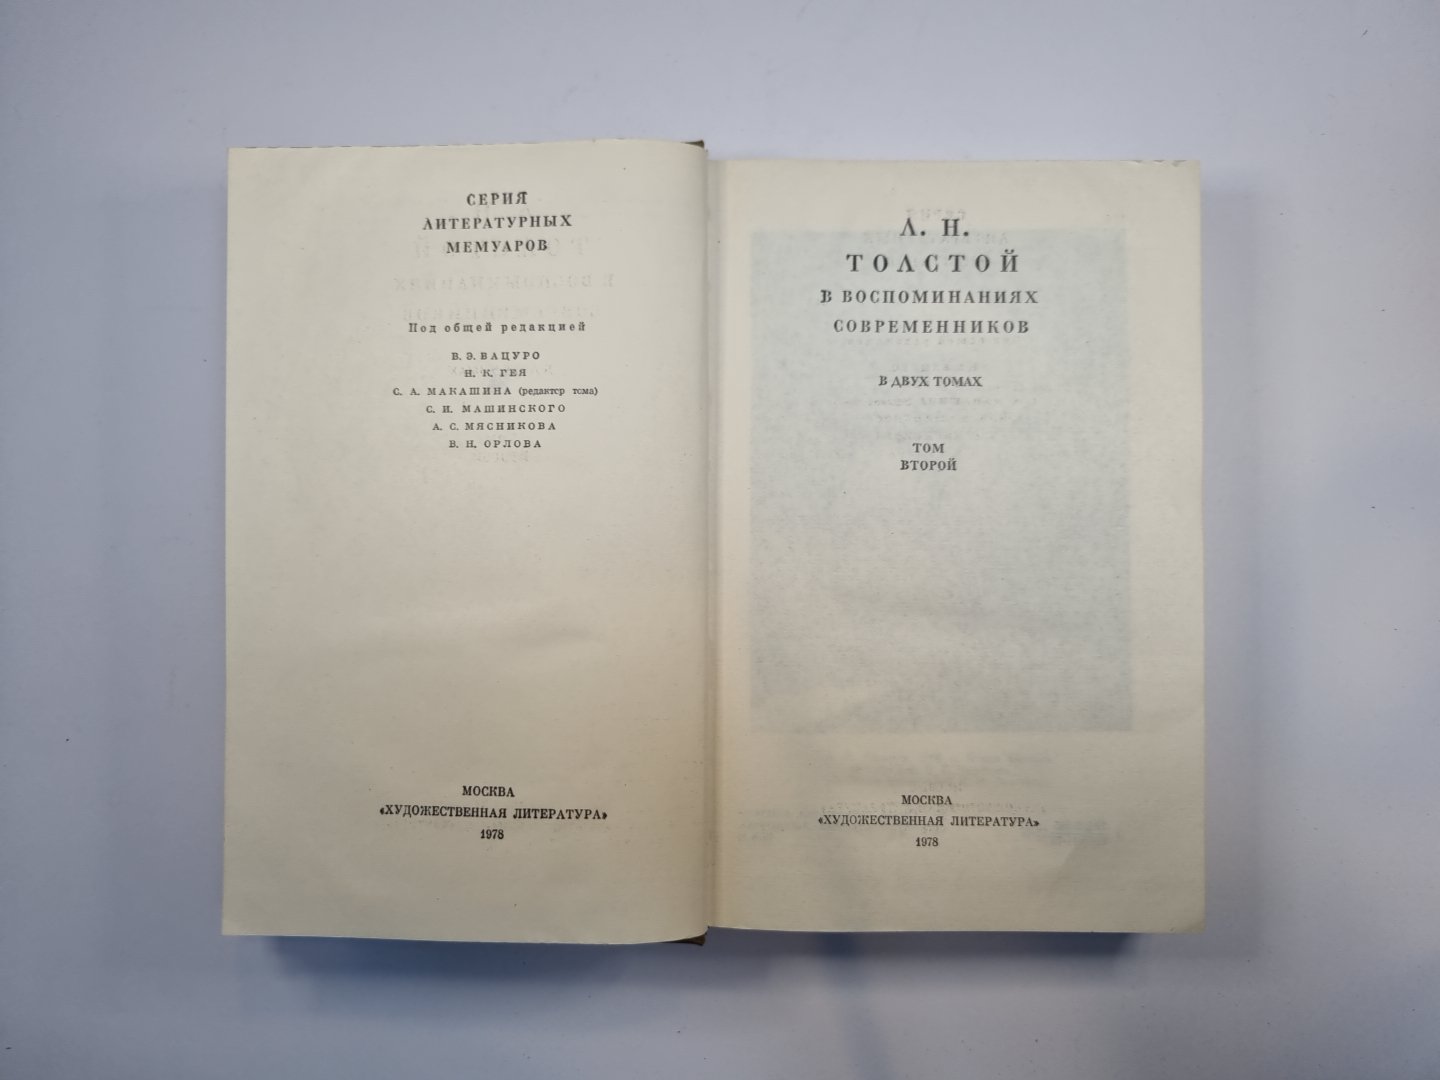 СЕРИЯ
ЛИТЕРАТУРНЫХ
МЕМУАРОВ
Под общей редакцией
В. Э. ВАЦУРО
Н. К. ГЕЯ
С. А. МАКАШИНА (редактор тома)
С. И. МАШИНСКОГО
А. С. МЯСНИКОВА
В. Н. ОРЛОВА
МОСКВА
«ХУДОЖЕСТВЕННАЯ ЛИТЕРАТУРА»
1978
Л. Н.
ТОЛСТОЙ
В ВОСПОМИНАНИЯХ
СОВРЕМЕННИКОВ
В ДВУХ ТОМАХ
ТОМ
ВТОРОЙ
МОСКВА
«ХУДОЖЕСТВЕННАЯ ЛИТЕРАТУРА»
1978